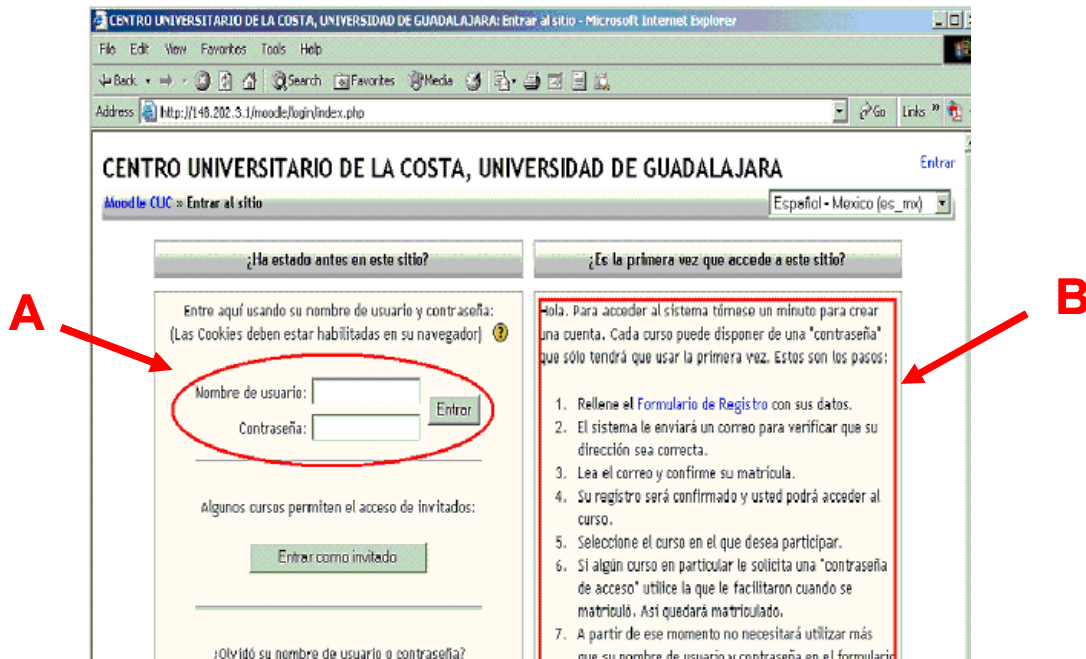 CENTRO UNIVERSITARIO DE LA COSTA, UNIVERSIDAD DE GUADALAJARA: Entrar al sitio - Microsoft Internet Explorer
File Edit View Favorites Tools Help
Back Search Favorites Media
Address http://148.202.3.1/moodle/login/index.php Go Links »
CENTRO UNIVERSITARIO DE LA COSTA, UNIVERSIDAD DE GUADALAJARA
Entrar
Moodle CUC » Entrar al sitio
Español - Mexico (es_mx)
¿Ha estado antes en este sitio?
A
Entre aquí usando su nombre de usuario y contraseña:
(Las Cookies deben estar habilitadas en su navegador) ?
Nombre de usuario:
Contraseña:
Entrar
Algunos cursos permiten el acceso de invitados:
Entrar como invitado
¿Olvidó su nombre de usuario o contraseña?
¿Es la primera vez que accede a este sitio?
B
Hola. Para acceder al sistema tómese un minuto para crear
una cuenta. Cada curso puede disponer de una "contraseña"
que sólo tendrá que usar la primera vez. Estos son los pasos:
1. Rellene el Formulario de Registro con sus datos.
2. El sistema le enviará un correo para verificar que su
dirección sea correcta.
3. Lea el correo y confirme su matrícula.
4. Su registro será confirmado y usted podrá acceder al
curso.
5. Seleccione el curso en el que desea participar.
6. Si algún curso en particular le solicita una "contraseña
de acceso" utilice la que le facilitaron cuando se
matriculó. Así quedará matriculado.
7. A partir de ese momento no necesitará utilizar más
que su nombre de usuario y contraseña en el formulario